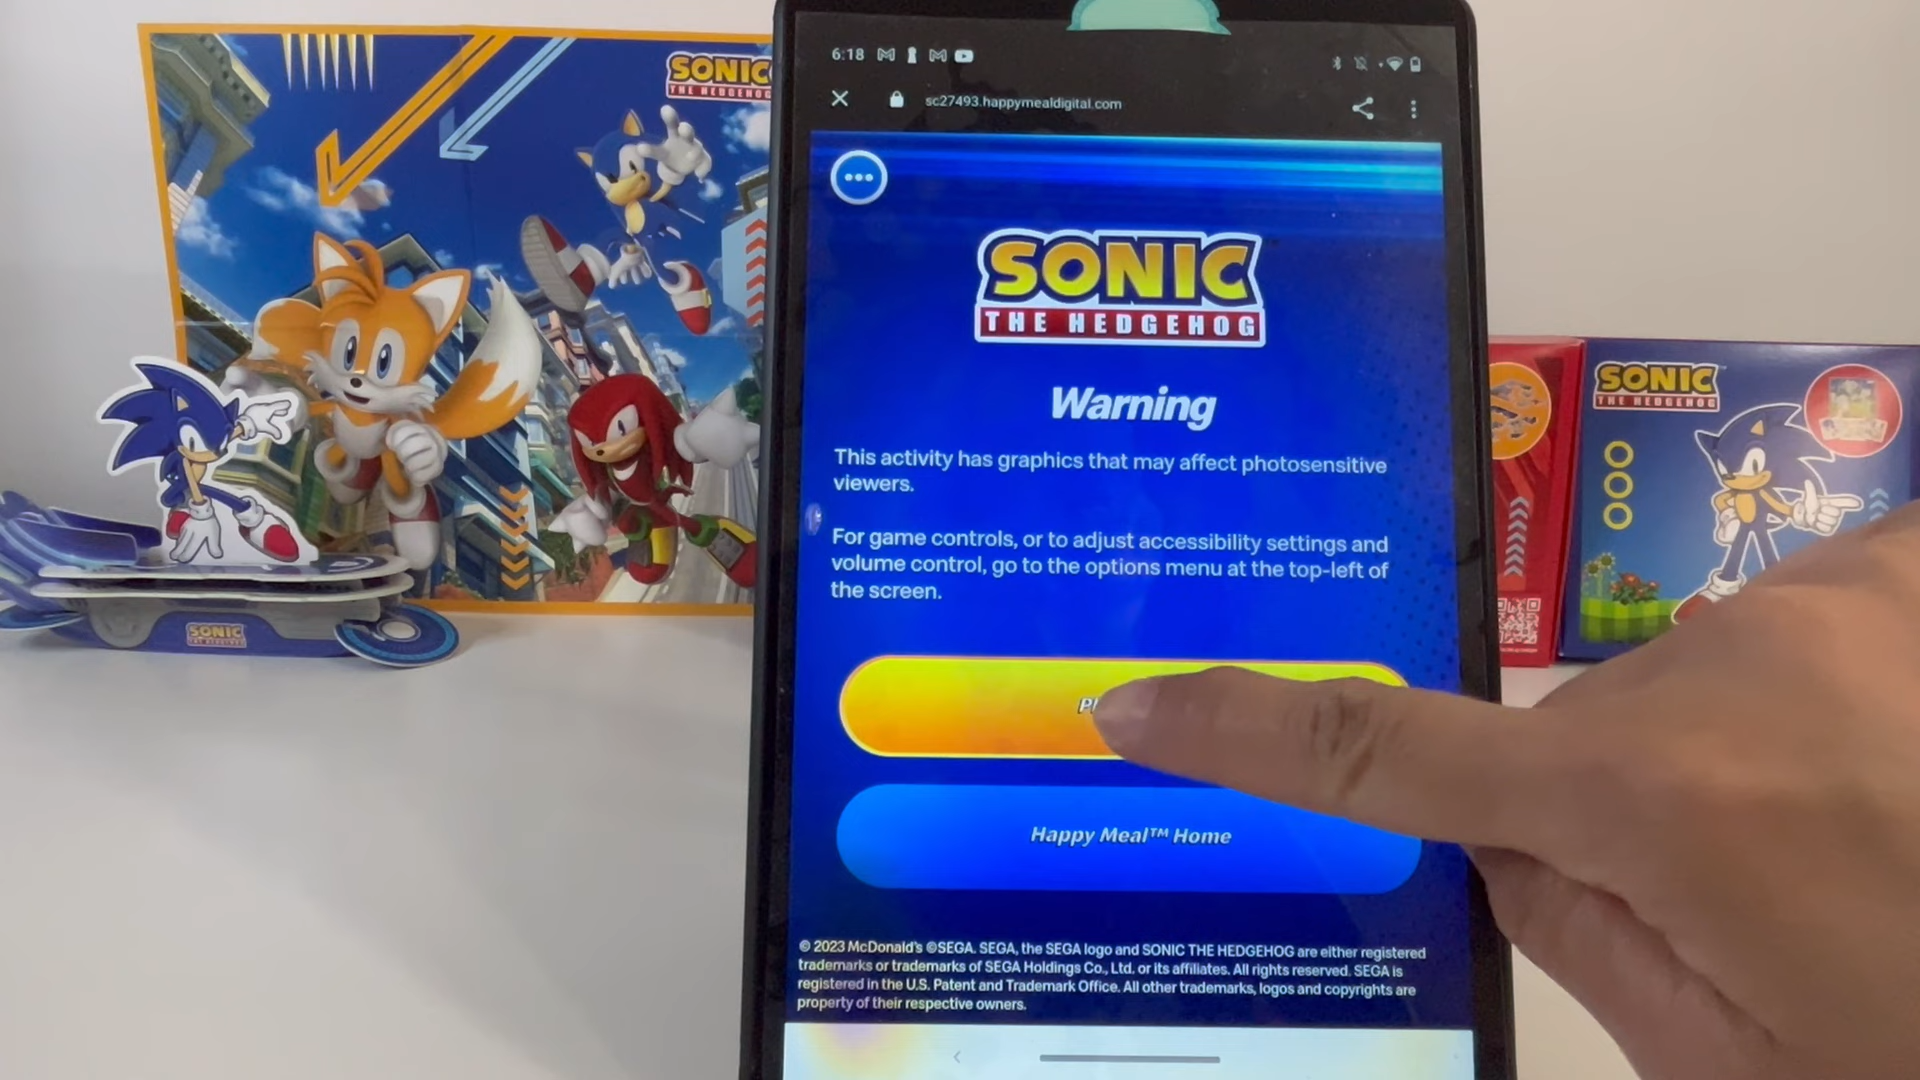 SONIC
THE HEDGEHOG
6:18
sc27493.happymealdigital.com
SONIC
THE HEDGEHOG
Warning
This activity has graphics that may affect photosensitive
viewers.
For game controls, or to adjust accessibility settings and
volume control, go to the options menu at the top-left of
the screen.
Happy Meal™ Home
© 2023 McDonald's ©SEGA. SEGA, the SEGA logo and SONIC THE HEDGEHOG are either registered
trademarks or trademarks of SEGA Holdings Co., Ltd. or its affiliates. All rights reserved. SEGA is
registered in the U.S. Patent and Trademark Office. All other trademarks, logos and copyrights are
property of their respective owners.
SONIC
THE HEDGEHOG
SONIC
THE HEDGEHOG